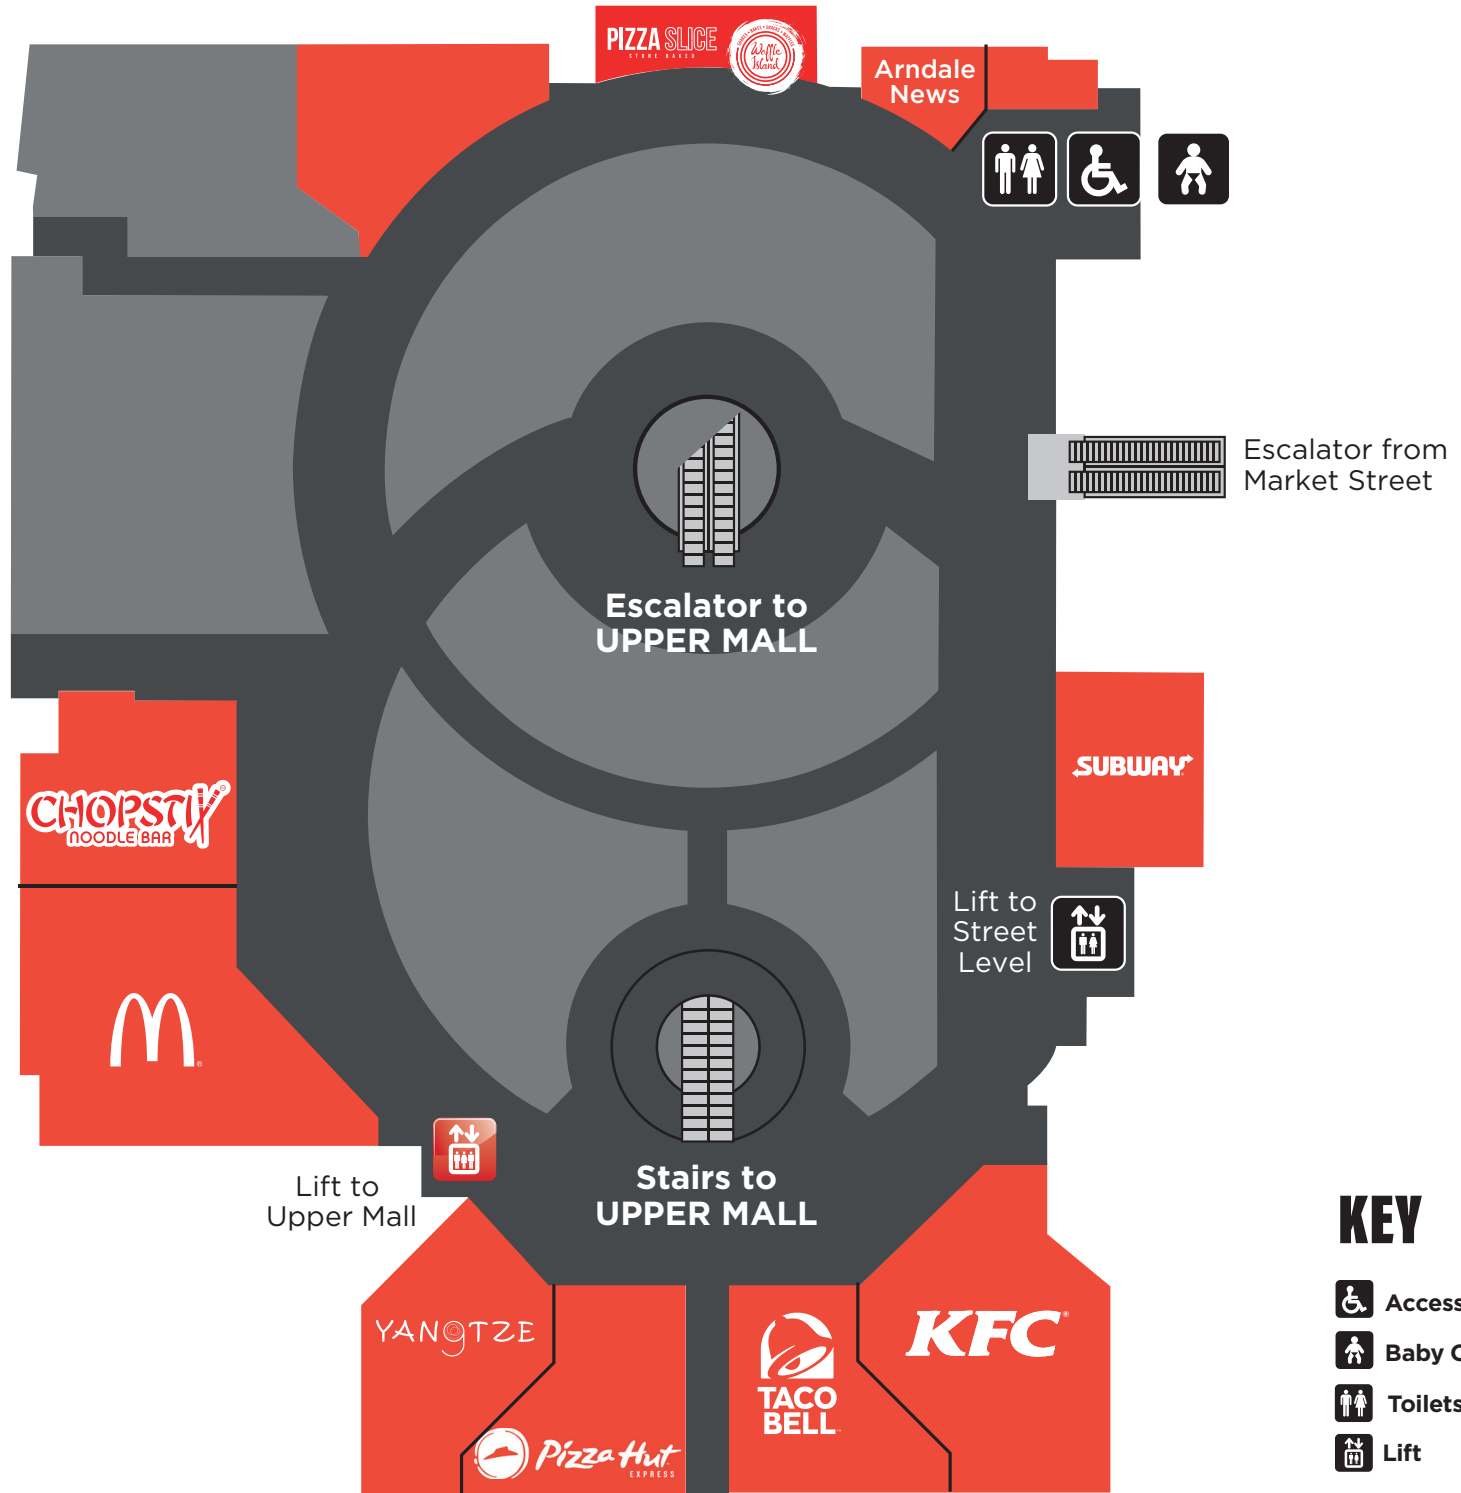 PIZZA SLICE
STONE BAKED
Waffle
Island
Arndale
News
Escalator from
Market Street
Escalator to
UPPER MALL
CHOPSTIX
NOODLE BAR
SUBWAY
Lift to
Street
Level
Lift to
Upper Mall
Stairs to
UPPER MALL
YANGTZE
Pizza Hut
EXPRESS
TACO
BELL
KFC
KEY
Access
Baby C
Toilets
Lift